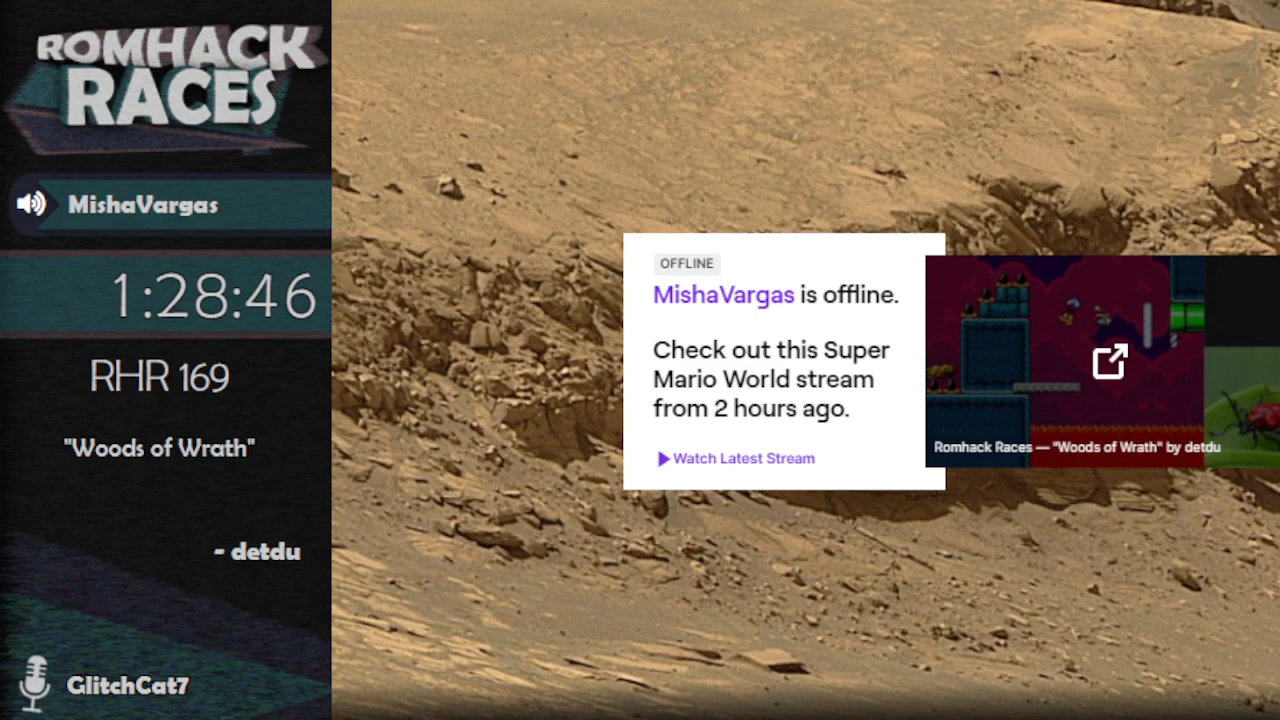 ROMHACK
RACES
MishaVargas
1:28:46
RHR 169
"Woods of Wrath"
- detdu
GlitchCat7
OFFLINE
MishaVargas is offline.
Check out this Super
Mario World stream
from 2 hours ago.
Watch Latest Stream
Romhack Races — "Woods of Wrath" by detdu